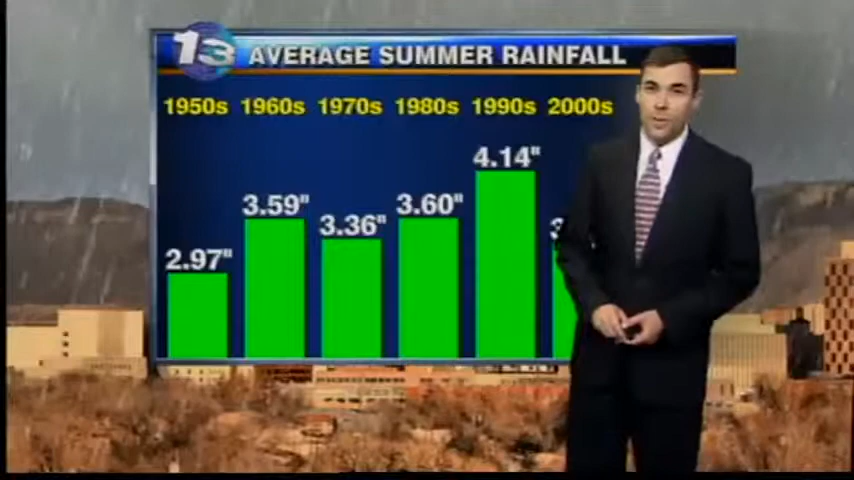 13 AVERAGE SUMMER RAINFALL
1950s 1960s 1970s 1980s 1990s 2000s
4.14"
3.59" 3.60"
3.36"
2.97"